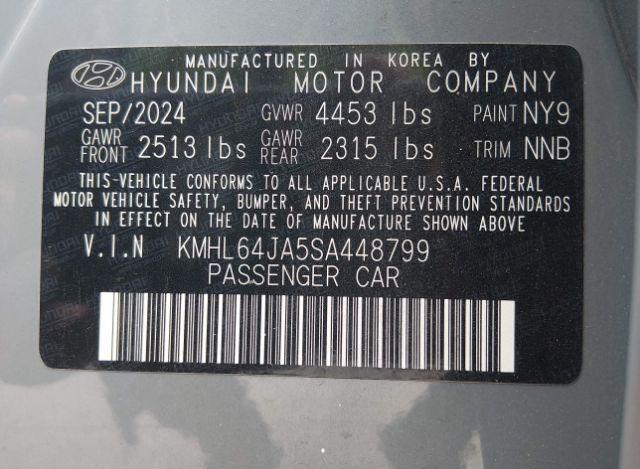 MANUFACTURED IN KOREA BY
HYUNDAI MOTOR COMPANY
SEP/2024 GVWR 4453 lbs PAINT NY9
GAWR FRONT 2513 lbs GAWR REAR 2315 lbs TRIM NNB
THIS-VEHICLE CONFORMS TO ALL APPLICABLE U.S.A. FEDERAL
MOTOR VEHICLE SAFETY, BUMPER, AND THEFT PREVENTION STANDARDS
IN EFFECT ON THE DATE OF MANUFACTURE SHOWN ABOVE
V.I.N KMHL64JA5SA448799
PASSENGER CAR